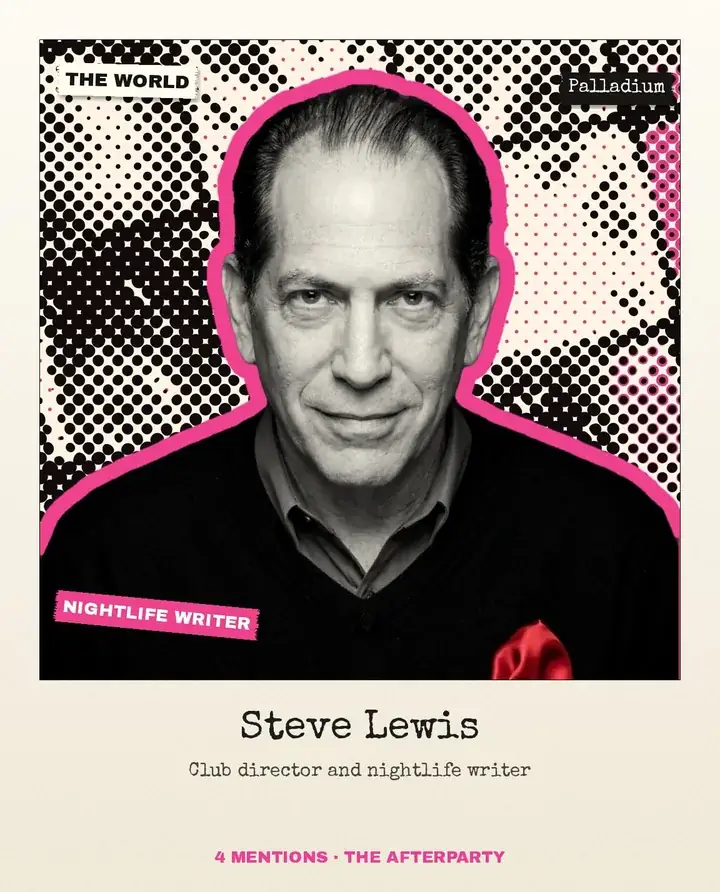 THE WORLD
Palladium
NIGHTLIFE WRITER
Steve Lewis
Club director and nightlife writer
4 MENTIONS · THE AFTERPARTY